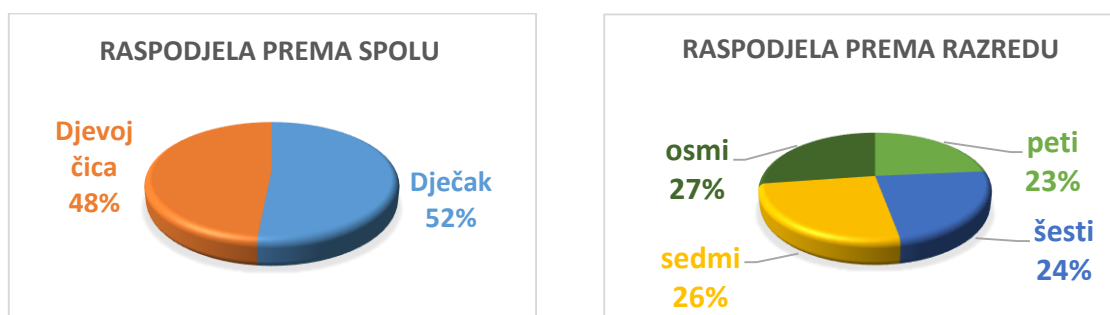 RASPODJELA PREMA SPOLU
Djevoj
čica
48%
Dječak
52%
RASPODJELA PREMA RAZREDU
osmi
27%
peti
23%
sedmi
26%
šesti
24%